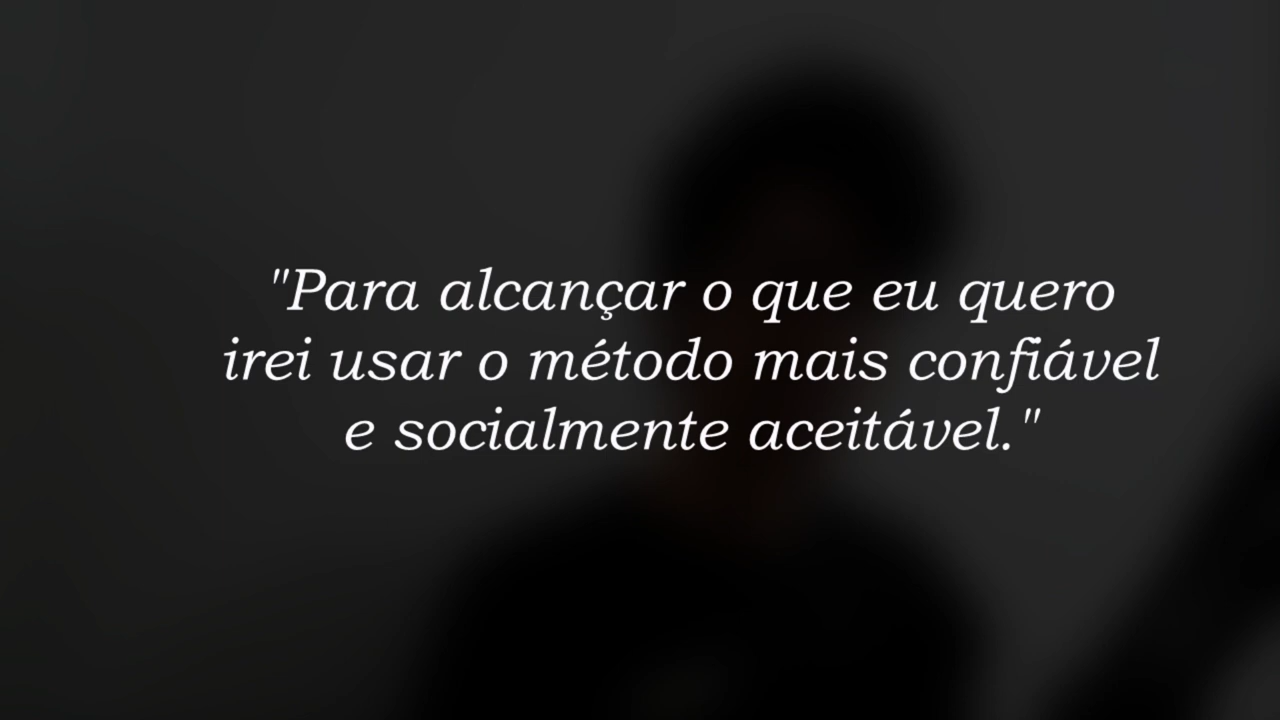 "Para alcançar o que eu quero
irei usar o método mais confiável
e socialmente aceitável."